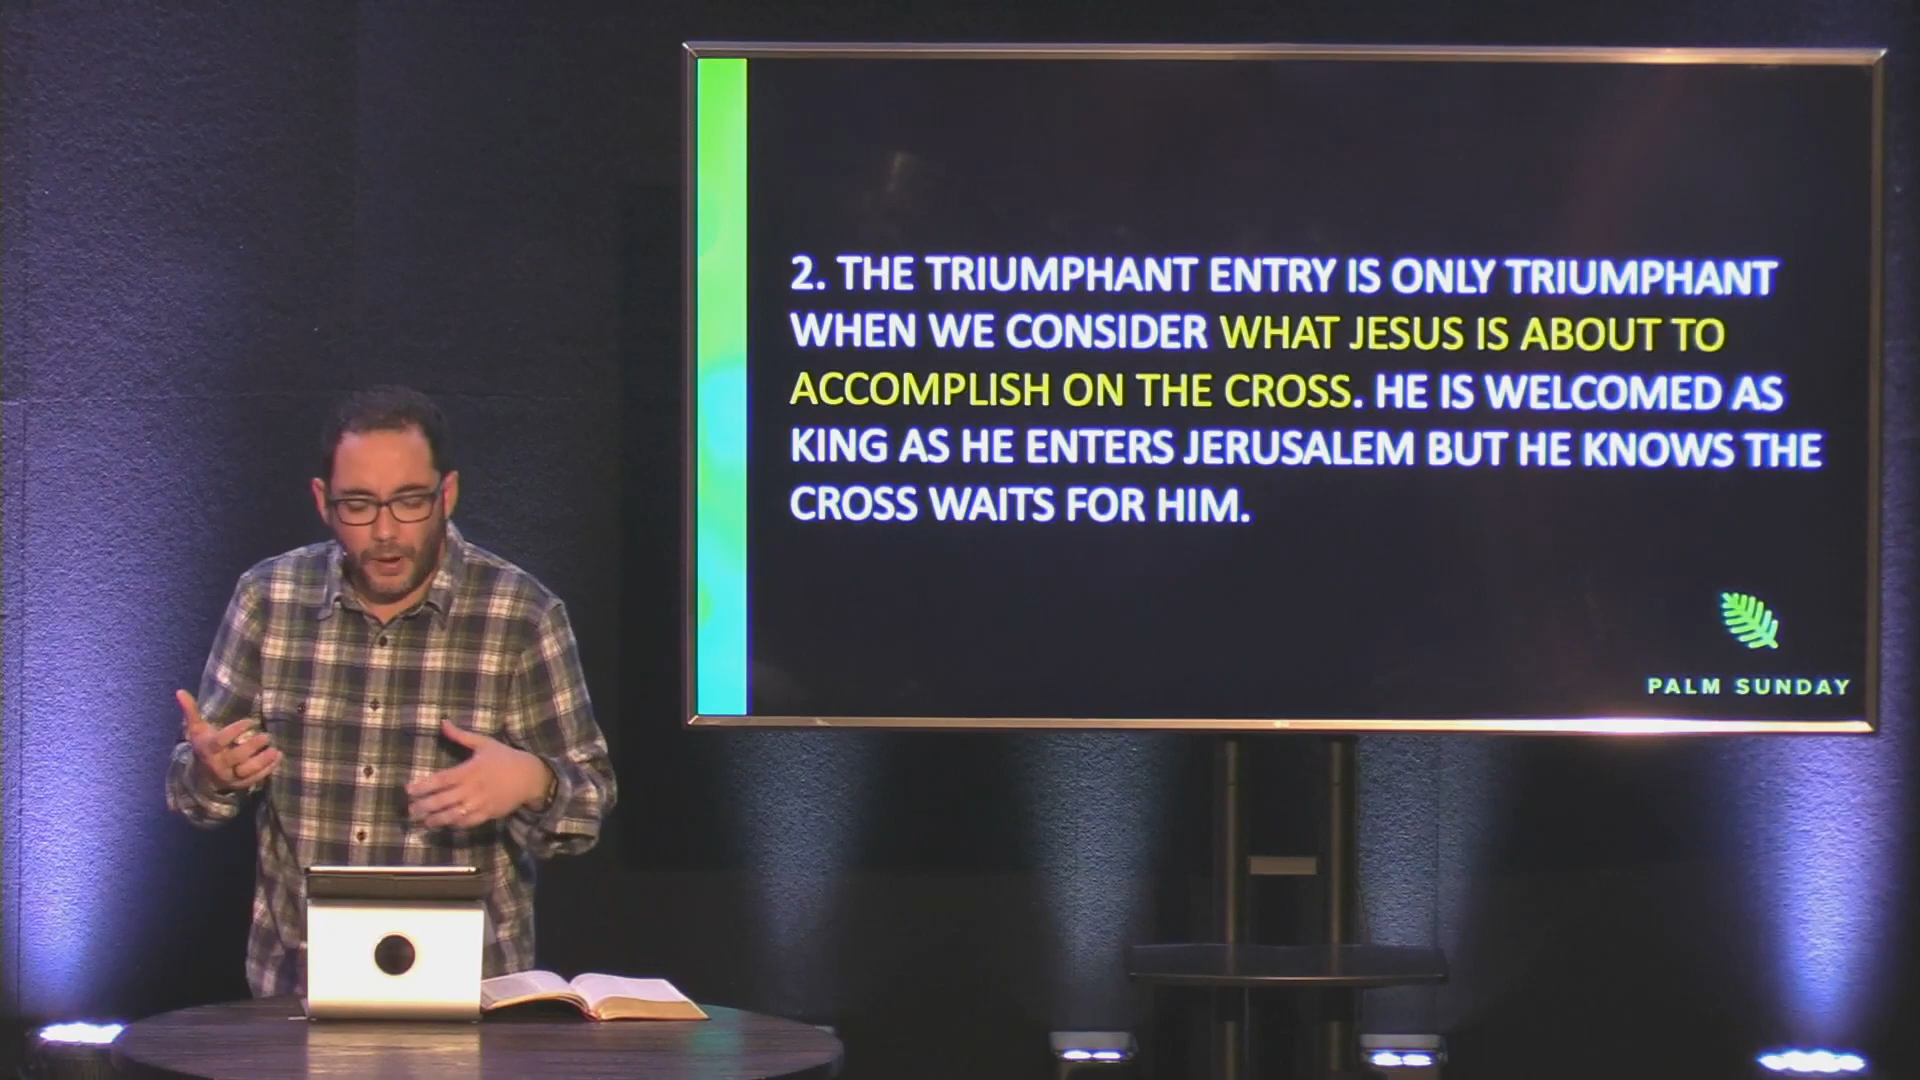 2. THE TRIUMPHANT ENTRY IS ONLY TRIUMPHANT
WHEN WE CONSIDER WHAT JESUS IS ABOUT TO
ACCOMPLISH ON THE CROSS. HE IS WELCOMED AS
KING AS HE ENTERS JERUSALEM BUT HE KNOWS THE
CROSS WAITS FOR HIM.
PALM SUNDAY